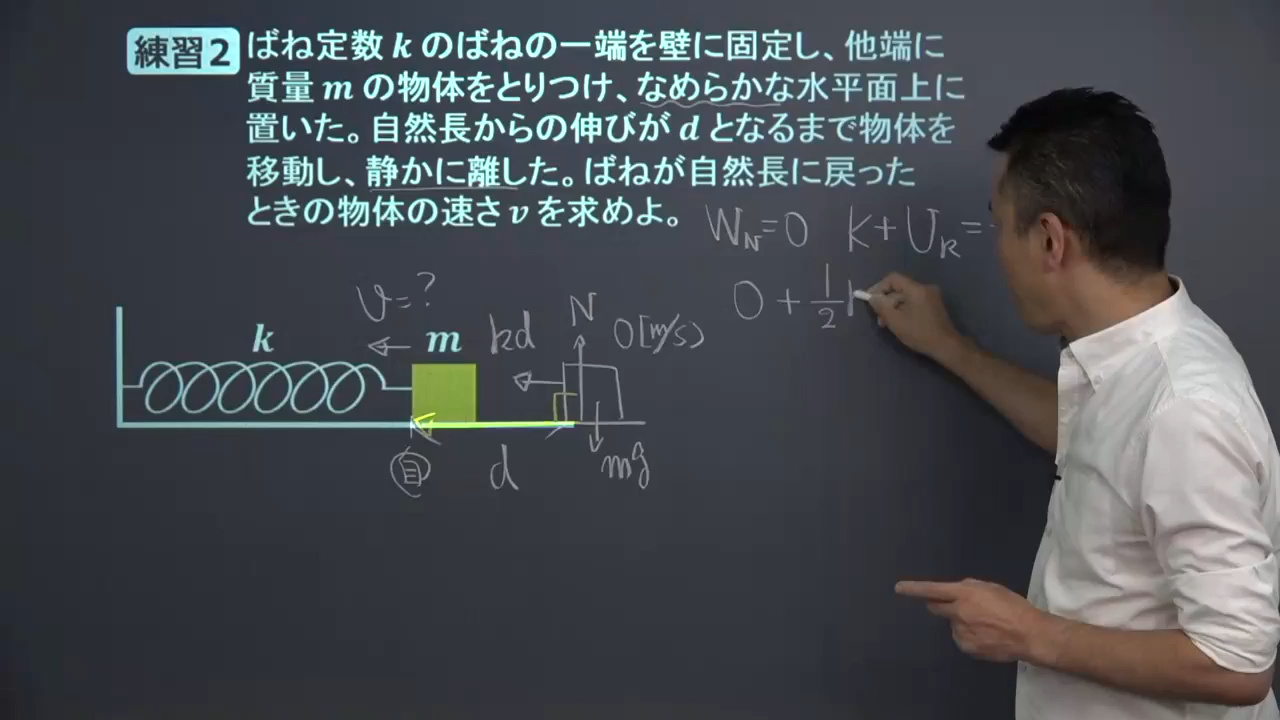 練習2
ばね定数 k のばねの一端を壁に固定し、他端に
質量 m の物体をとりつけ、なめらかな水平面上に
置いた。自然長からの伸びが d となるまで物体を
移動し、静かに離した。ばねが自然長に戻った
ときの物体の速さ v を求めよ。
W_N=0 K+U_k=
0+1/2k
v=?
k
m
kd
N
0[m/s]
自
d
mg